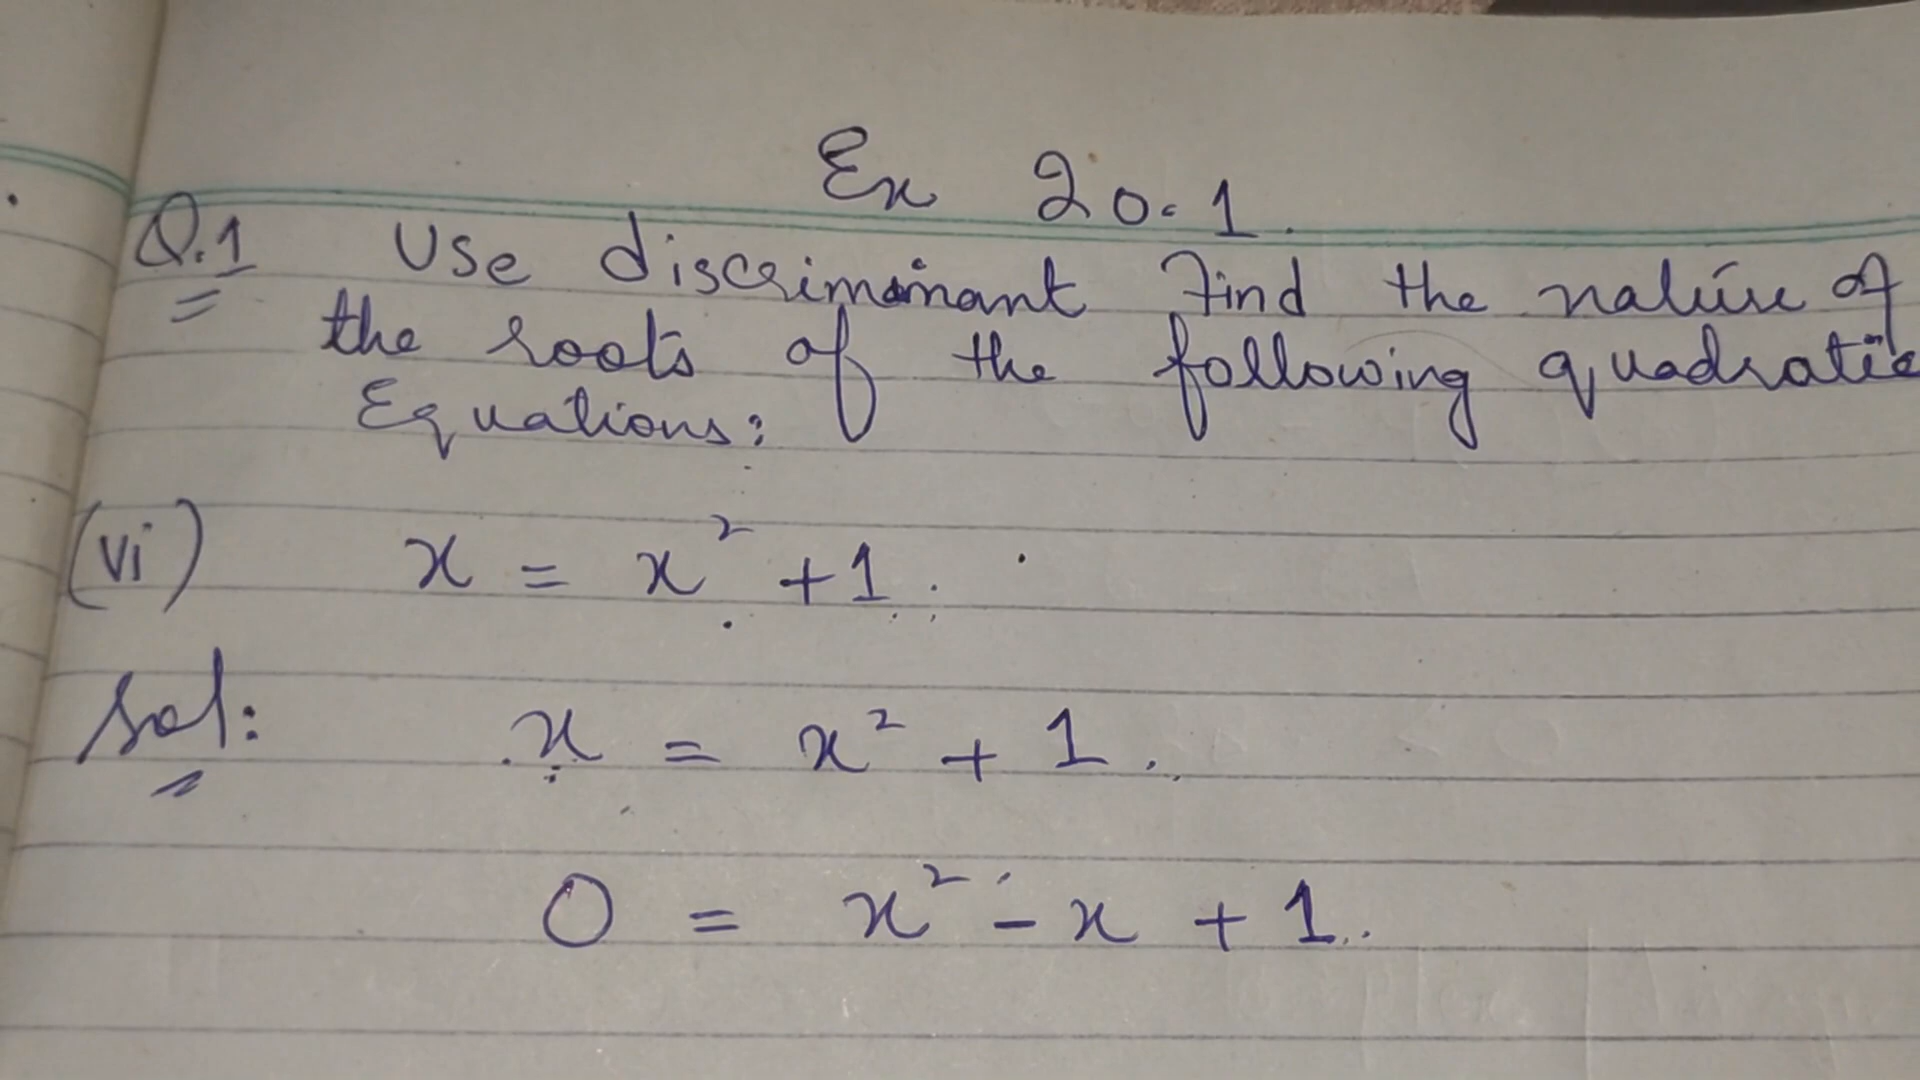 Ex 20.1.
Q.1 Use discriminant Find the nature of
the roots of the following quadratic
Equations:
(vi) x = x² + 1.
Sol: x = x² + 1.
0 = x² - x + 1.